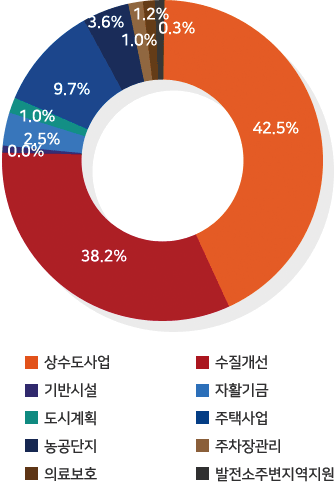 3.6%
1.2%
0.3%
1.0%
9.7%
1.0%
2.5%
0.0%
42.5%
38.2%
상수도사업
수질개선
기반시설
자활기금
도시계획
주택사업
농공단지
주차장관리
의료보호
발전소주변지역지원